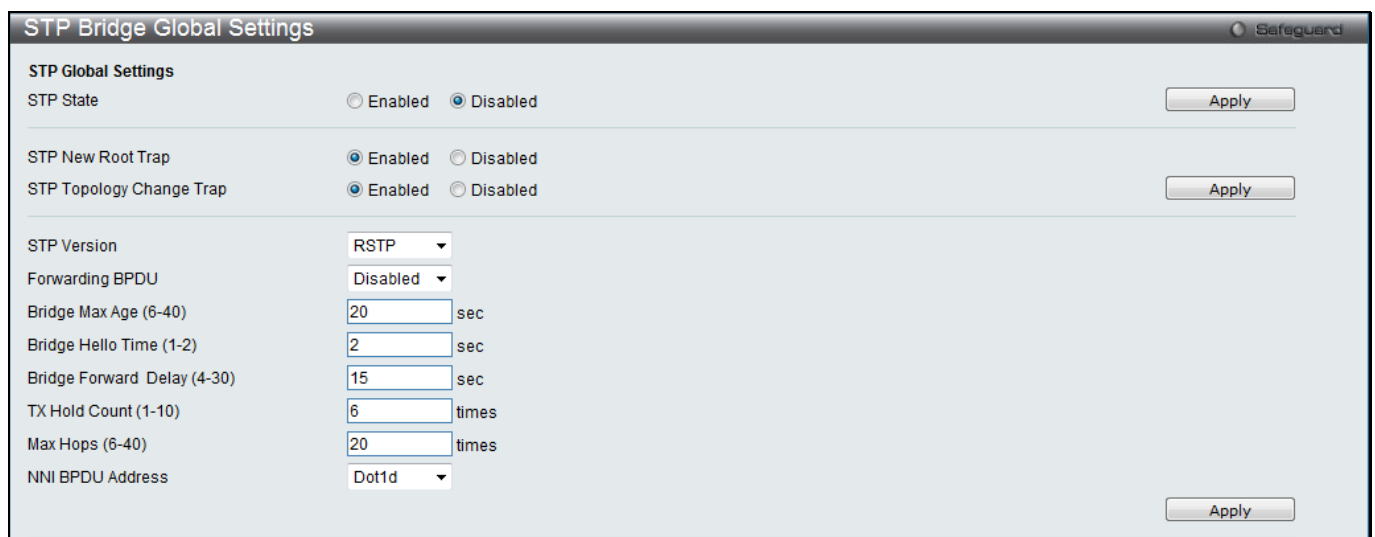 STP Bridge Global Settings Safeguard
STP Global Settings
STP State Enabled Disabled Apply
STP New Root Trap Enabled Disabled
STP Topology Change Trap Enabled Disabled Apply
STP Version RSTP
Forwarding BPDU Disabled
Bridge Max Age (6-40) 20 sec
Bridge Hello Time (1-2) 2 sec
Bridge Forward Delay (4-30) 15 sec
TX Hold Count (1-10) 6 times
Max Hops (6-40) 20 times
NNI BPDU Address Dot1d
Apply